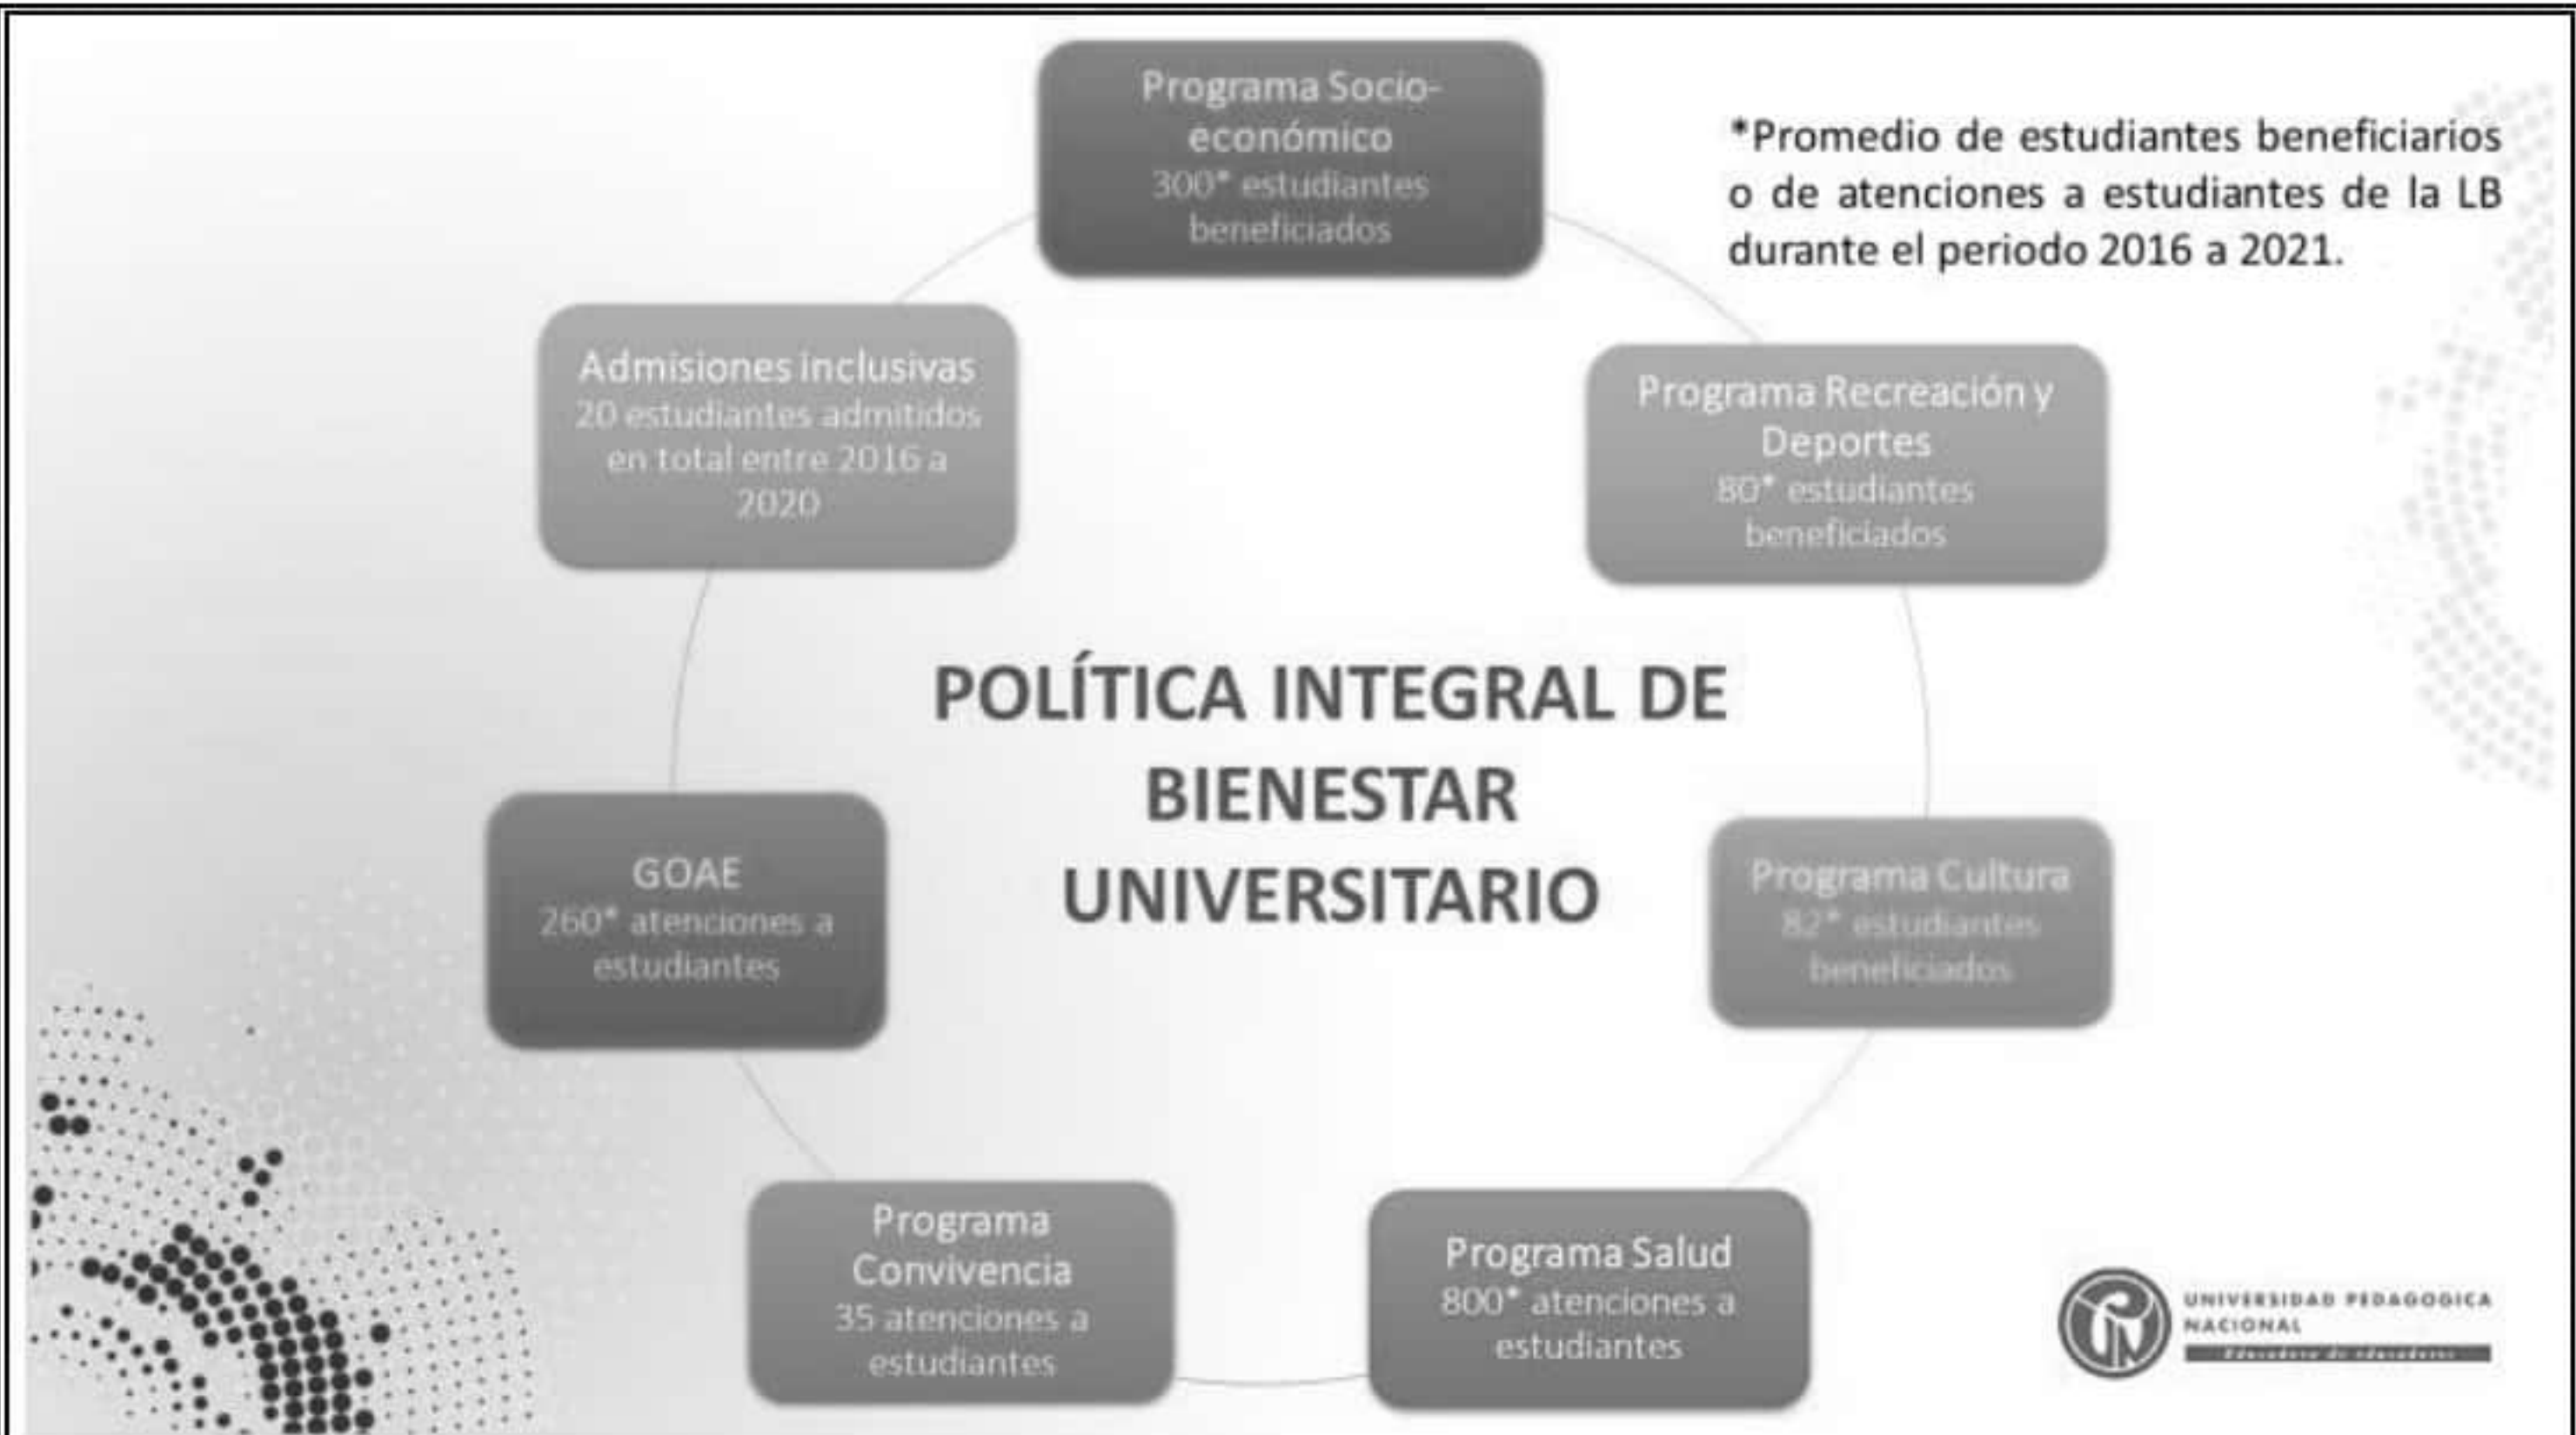 Programa Socio-
económico
300* estudiantes
beneficiados
*Promedio de estudiantes beneficiarios
o de atenciones a estudiantes de la LB
durante el periodo 2016 a 2021.
Admisiones inclusivas
20 estudiantes admitidos
en total entre 2016 a
2020
Programa Recreación y
Deportes
80* estudiantes
beneficiados
POLÍTICA INTEGRAL DE
BIENESTAR
UNIVERSITARIO
GOAE
260* atenciones a
estudiantes
Programa Cultura
82* estudiantes
beneficiados
Programa
Convivencia
35 atenciones a
estudiantes
Programa Salud
800* atenciones a
estudiantes
UNIVERSIDAD PEDAGOGICA
NACIONAL
Educadora de educadores